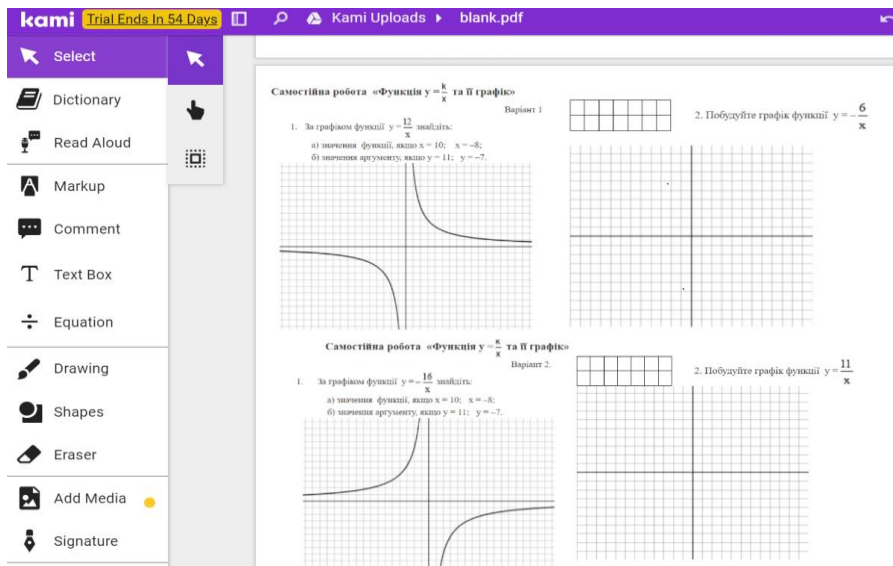 kami Trial Ends In 54 Days Kami Uploads ▸ blank.pdf
Select
Dictionary
Read Aloud
Markup
Comment
Text Box
Equation
Drawing
Shapes
Eraser
Add Media
Signature
Самостійна робота «Функція y = k/x та її графік»
Варіант 1
1. За графіком функції y = 12/x знайдіть:
а) значення функції, якщо x = 10; x = –8;
б) значення аргументу, якщо y = 11; y = –7.
2. Побудуйте графік функції y = – 6/x
Самостійна робота «Функція y = к/x та її графік»
Варіант 2.
1. За графіком функції y = – 16/x знайдіть:
а) значення функції, якщо x = 10; x = –8;
б) значення аргументу, якщо y = 11; y = –7.
2. Побудуйте графік функції y = 11/x